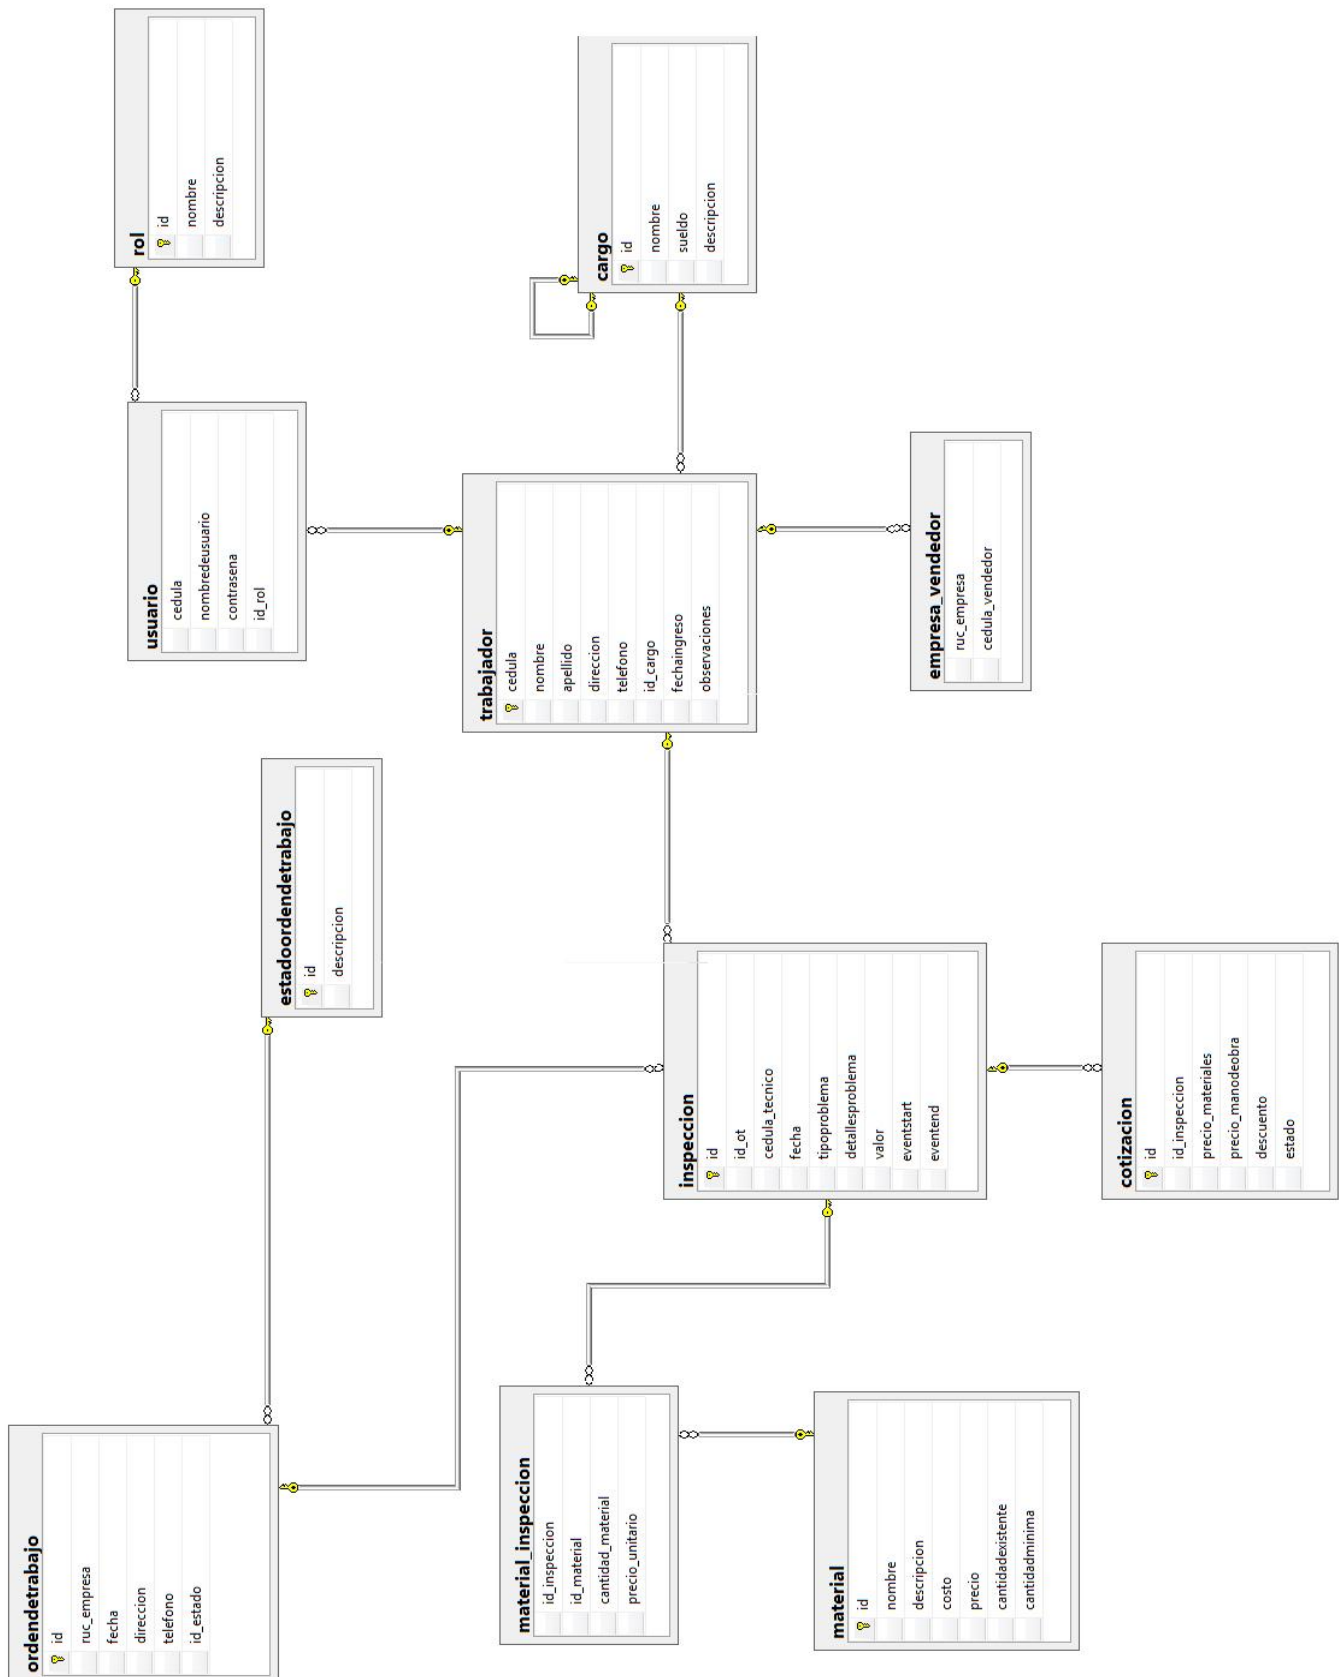 ordendetrabajo
id
ruc_empresa
fecha
direccion
telefono
id_estado
material_inspeccion
id_inspeccion
id_material
cantidad_material
precio_unitario
material
id
nombre
descripcion
costo
precio
cantidadexistente
cantidadminima
estadoordendetrabajo
id
descripcion
inspeccion
id
id_ot
cedula_tecnico
fecha
tipoproblema
detallesproblema
valor
eventstart
eventend
cotizacion
id
id_inspeccion
precio_materiales
precio_manodeobra
descuento
estado
usuario
cedula
nombredeusuario
contrasena
id_rol
trabajador
cedula
nombre
apellido
direccion
telefono
id_cargo
fechaingreso
observaciones
empresa_vendedor
ruc_empresa
cedula_vendedor
rol
id
nombre
descripcion
cargo
id
nombre
sueldo
descripcion